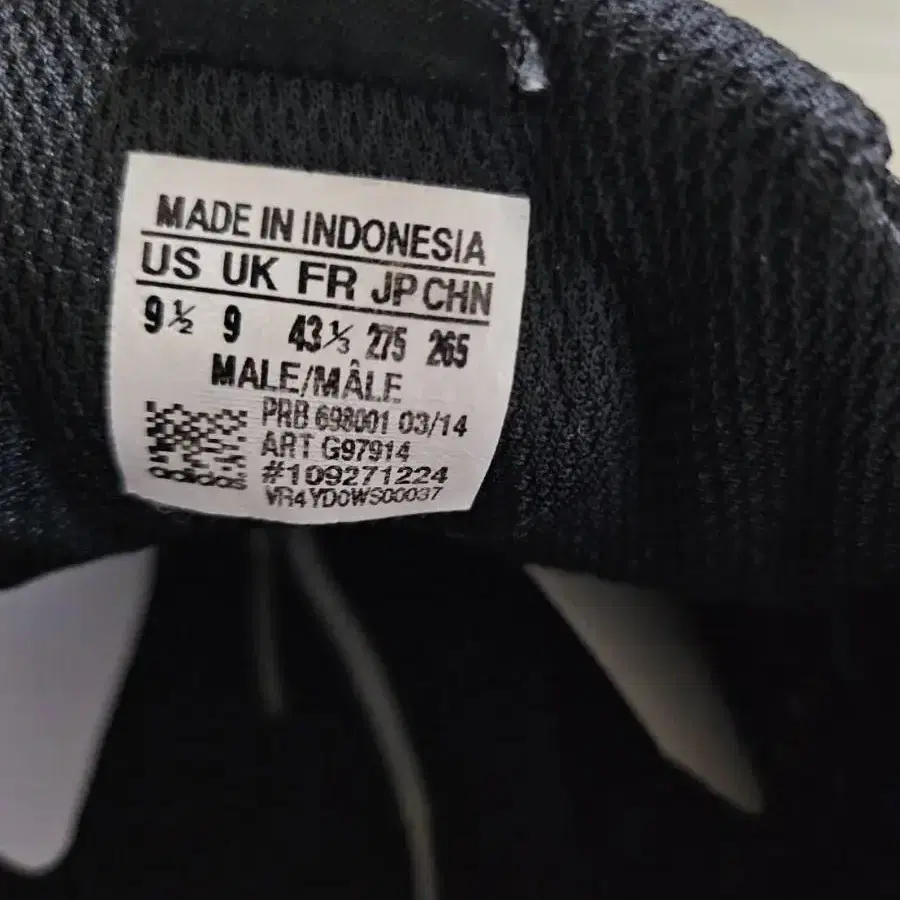 MADE IN INDONESIA
US UK FR JP CHN
9½ 9 43⅓ 275 265
MALE/MÂLE
PRB 698001 03/14
ART G97914
#109271224
adidas
VR4YD0WS00037